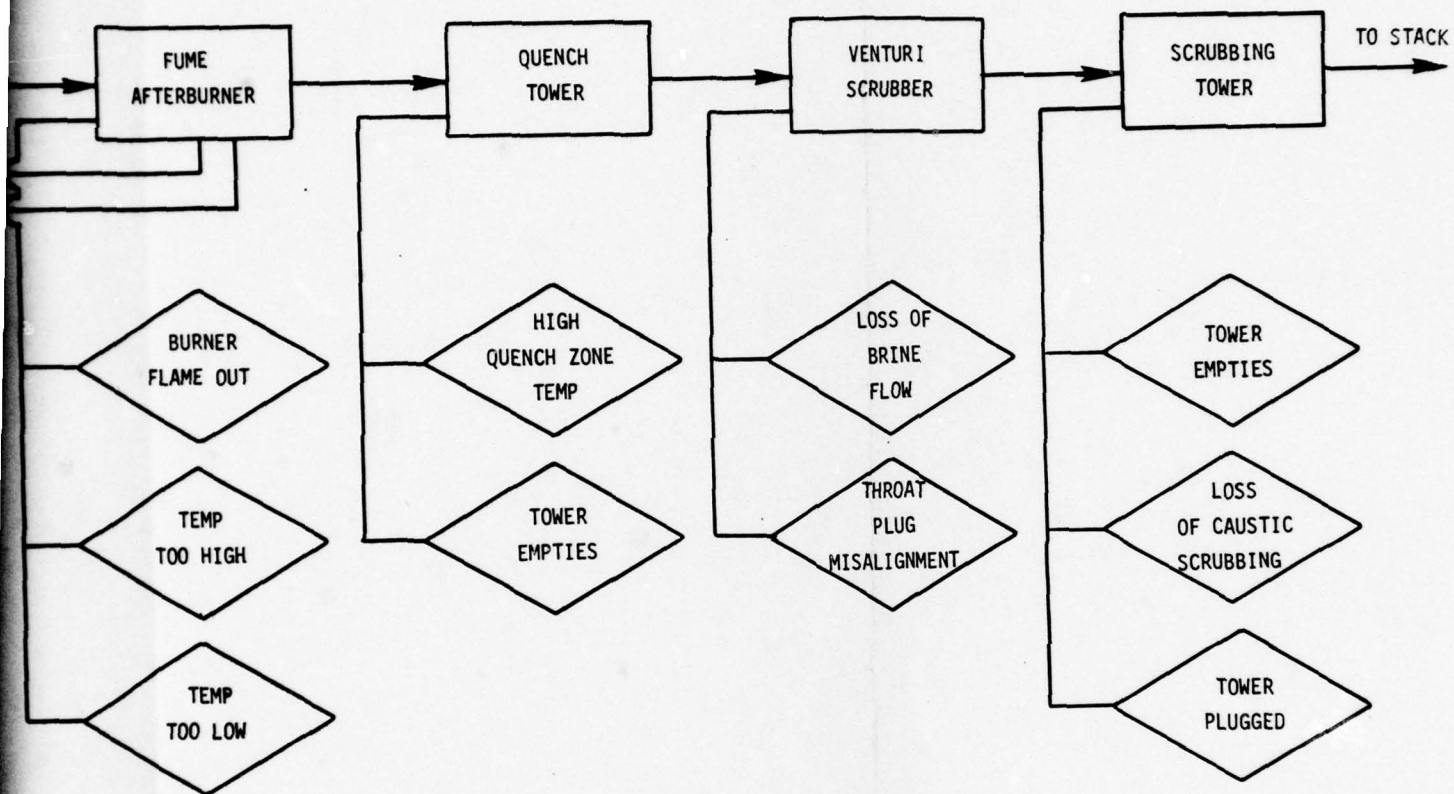 FUME
AFTERBURNER
QUENCH
TOWER
VENTURI
SCRUBBER
SCRUBBING
TOWER
TO STACK
BURNER
FLAME OUT
TEMP
TOO HIGH
TEMP
TOO LOW
HIGH
QUENCH ZONE
TEMP
TOWER
EMPTIES
LOSS OF
BRINE
FLOW
THROAT
PLUG
MISALIGNMENT
TOWER
EMPTIES
LOSS
OF CAUSTIC
SCRUBBING
TOWER
PLUGGED